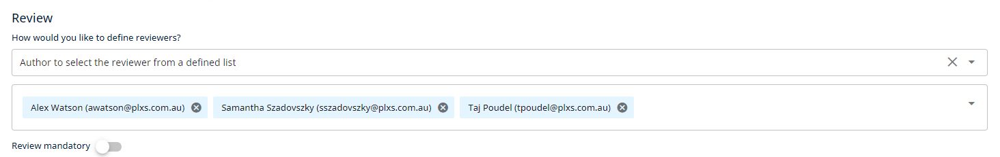 Review
How would you like to define reviewers?
Author to select the reviewer from a defined list
Alex Watson (awatson@plxs.com.au) Samantha Szadovszky (sszadovszky@plxs.com.au) Taj Poudel (tpoudel@plxs.com.au)
Review mandatory